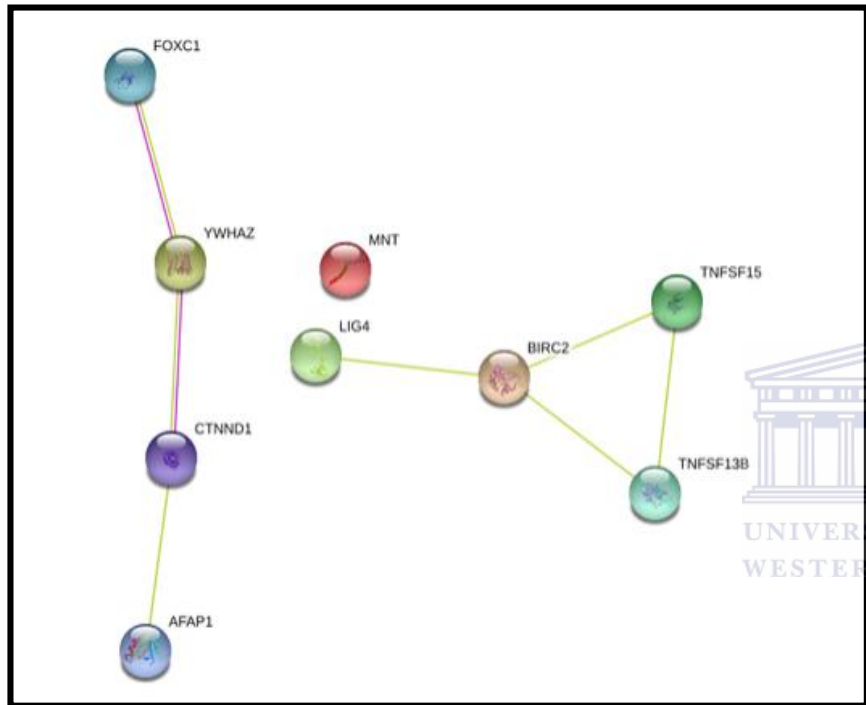 FOXC1
YWHAZ
MNT
TNFSF15
LIG4
BIRC2
CTNND1
TNFSF13B
UNIVER
WESTER
AFAP1